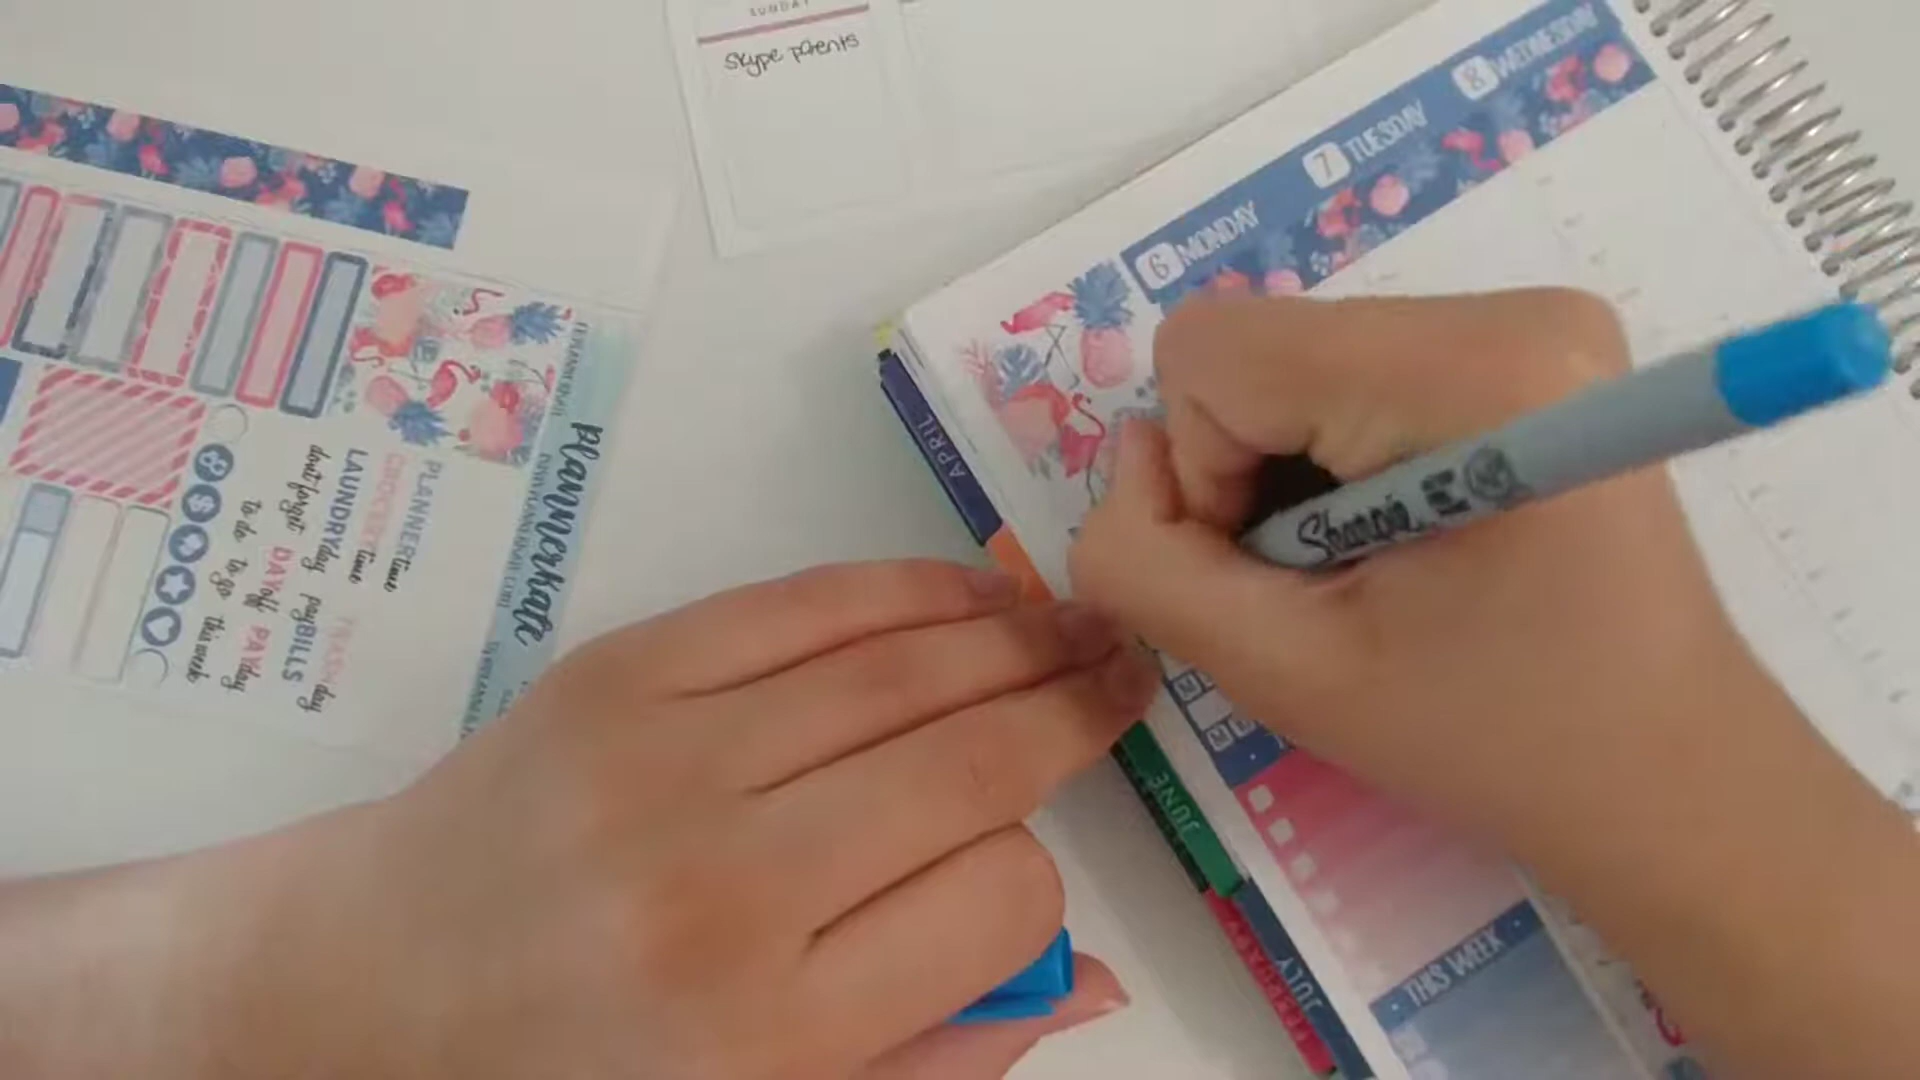 SUNDAY
Skype parents
8 WEDNESDAY
7 TUESDAY
6 MONDAY
APRIL
JUNE
JULY
THIS WEEK
Sharpie
plannerkate
PLANNER time
GROCERY time
LAUNDRY day
don't forget
TRASH day
pay BILLS
DAY off
PAY day
to do
to go
this week